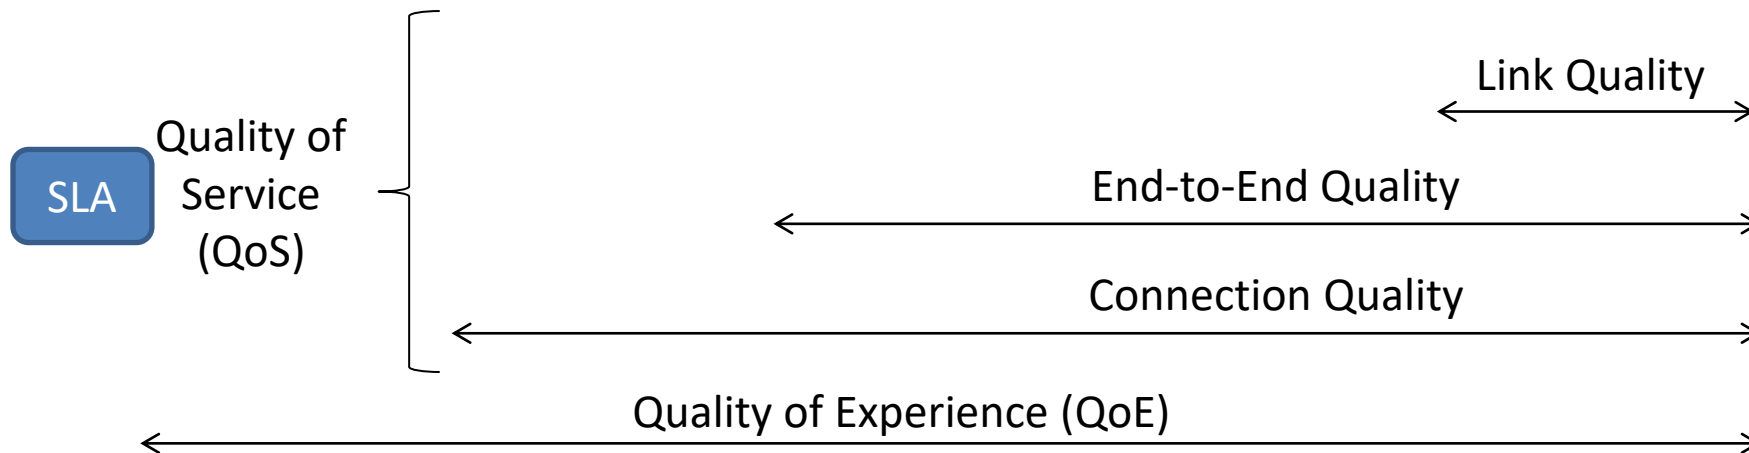 SLA
Quality of
Service
(QoS)
Link Quality
End-to-End Quality
Connection Quality
Quality of Experience (QoE)